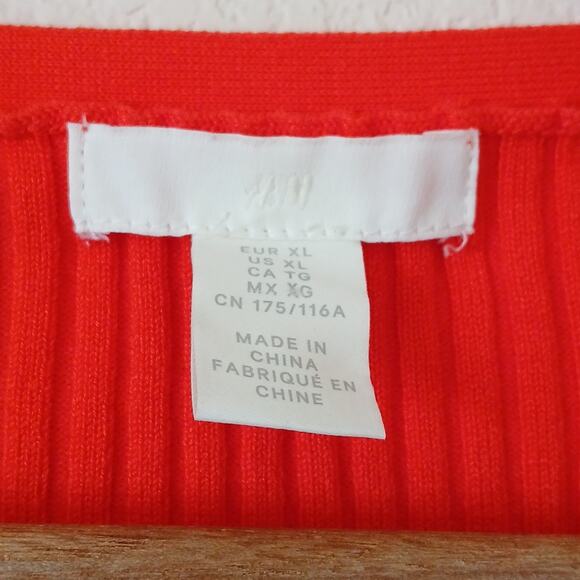 H&M
EUR XL
US XL
CA TG
MX XG
CN 175/116A
MADE IN
CHINA
FABRIQUÉ EN
CHINE